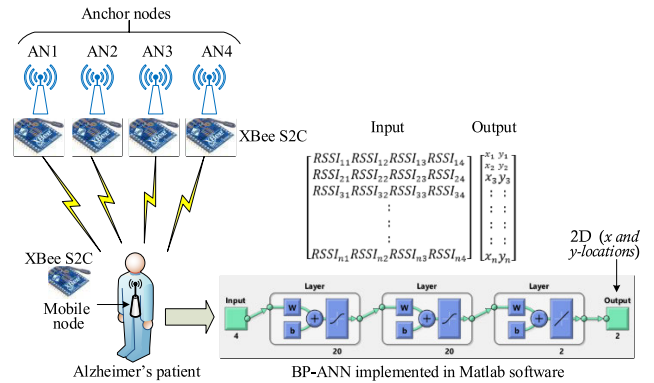 Anchor nodes
AN1 AN2 AN3 AN4
XBee S2C
Input Output
RSSI11 RSSI12 RSSI13 RSSI14 x1 y1
RSSI21 RSSI22 RSSI23 RSSI24 x2 y2
RSSI31 RSSI32 RSSI33 RSSI34 x3 y3
RSSIn1 RSSIn2 RSSIn3 RSSIn4 xn yn
2D (x and
y-locations)
XBee S2C
Mobile
node
Alzheimer's patient
Input Layer Layer Layer Output
W W W
b b b
4 20 20 2 2
BP-ANN implemented in Matlab software